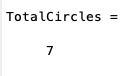 TotalCircles =
7